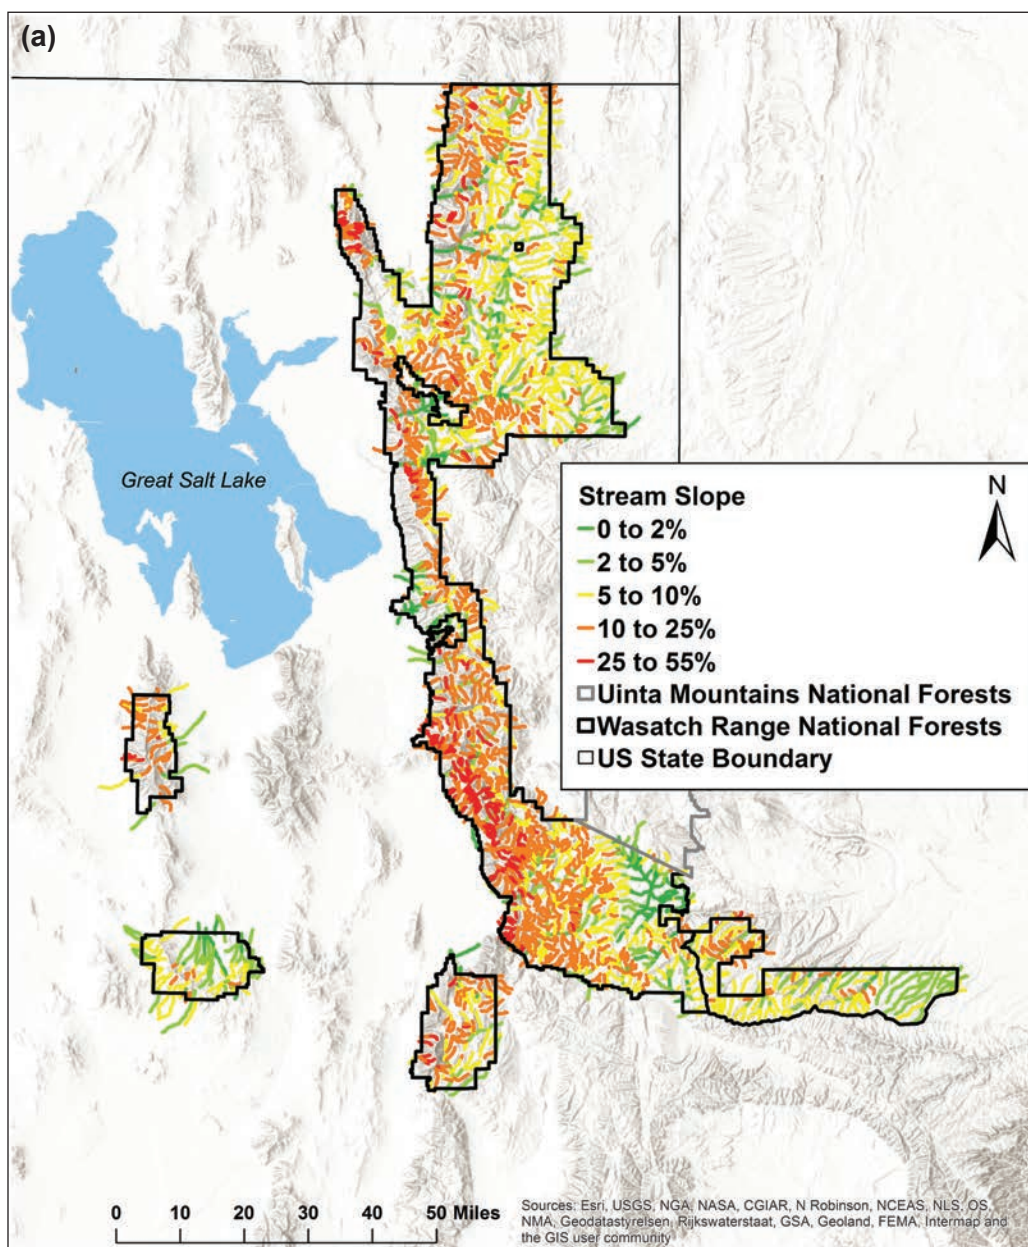 (a)
Great Salt Lake
Stream Slope
0 to 2%
2 to 5%
5 to 10%
10 to 25%
25 to 55%
Uinta Mountains National Forests
Wasatch Range National Forests
US State Boundary
N
0 10 20 30 40 50 Miles
Sources: Esri, USGS, NGA, NASA, CGIAR, N Robinson, NCEAS, NLS, OS,
NMA, Geodatastyrelsen, Rijkswaterstaat, GSA, Geoland, FEMA, Intermap and
the GIS user community